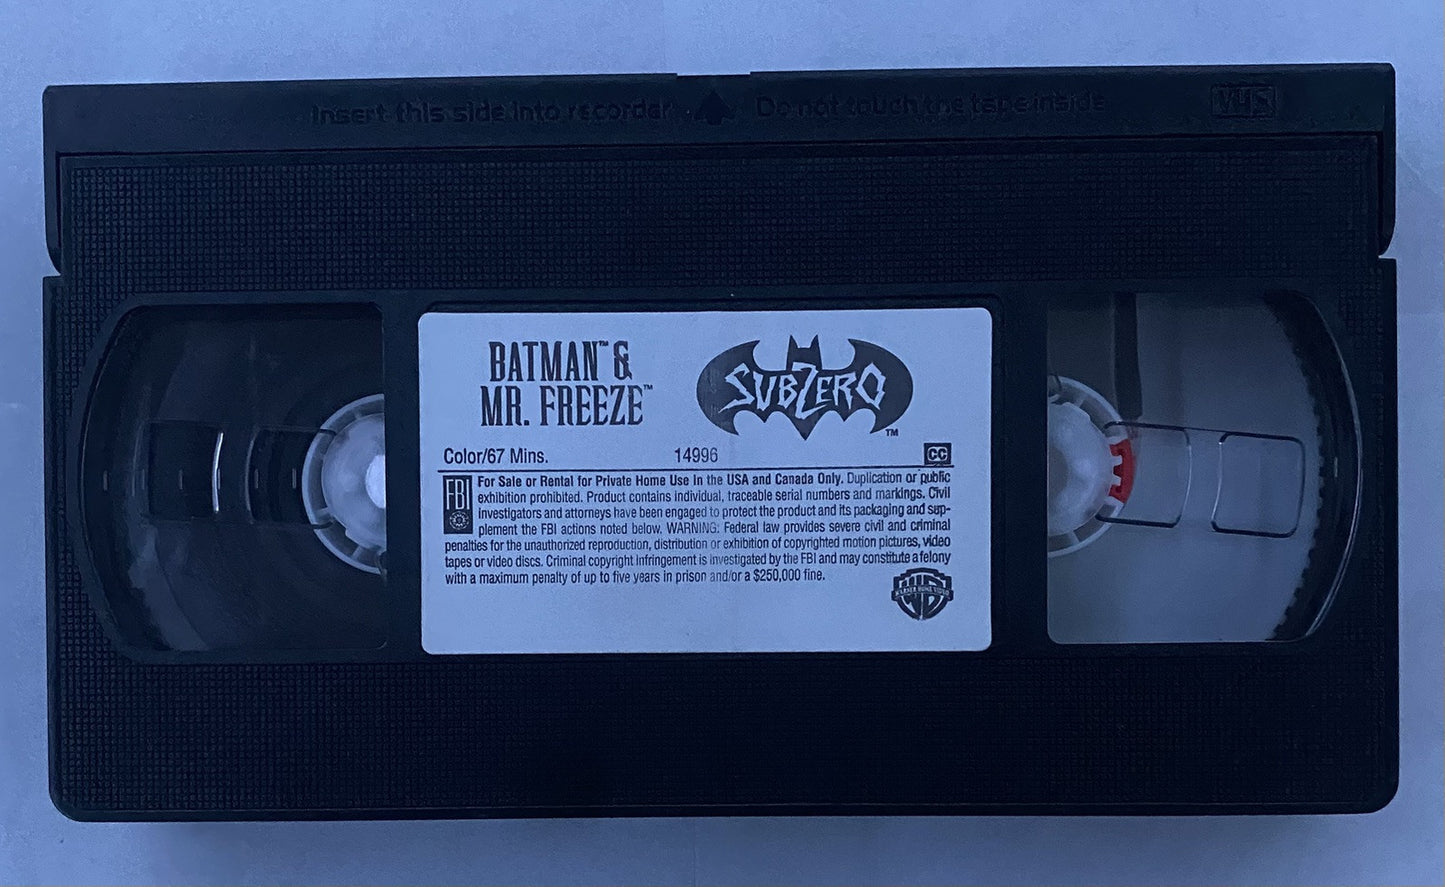 Insert this side into recorder Do not touch the tape inside VHS
BATMAN™ &
MR. FREEZE™
SUBZERO™
Color/67 Mins. 14996 CC
FBI
For Sale or Rental for Private Home Use In the USA and Canada Only. Duplication or public
exhibition prohibited. Product contains individual, traceable serial numbers and markings. Civil
investigators and attorneys have been engaged to protect the product and its packaging and sup-
plement the FBI actions noted below. WARNING: Federal law provides severe civil and criminal
penalties for the unauthorized reproduction, distribution or exhibition of copyrighted motion pictures, video
tapes or video discs. Criminal copyright infringement is investigated by the FBI and may constitute a felony
with a maximum penalty of up to five years in prison and/or a $250,000 fine.
WB
WARNER HOME VIDEO